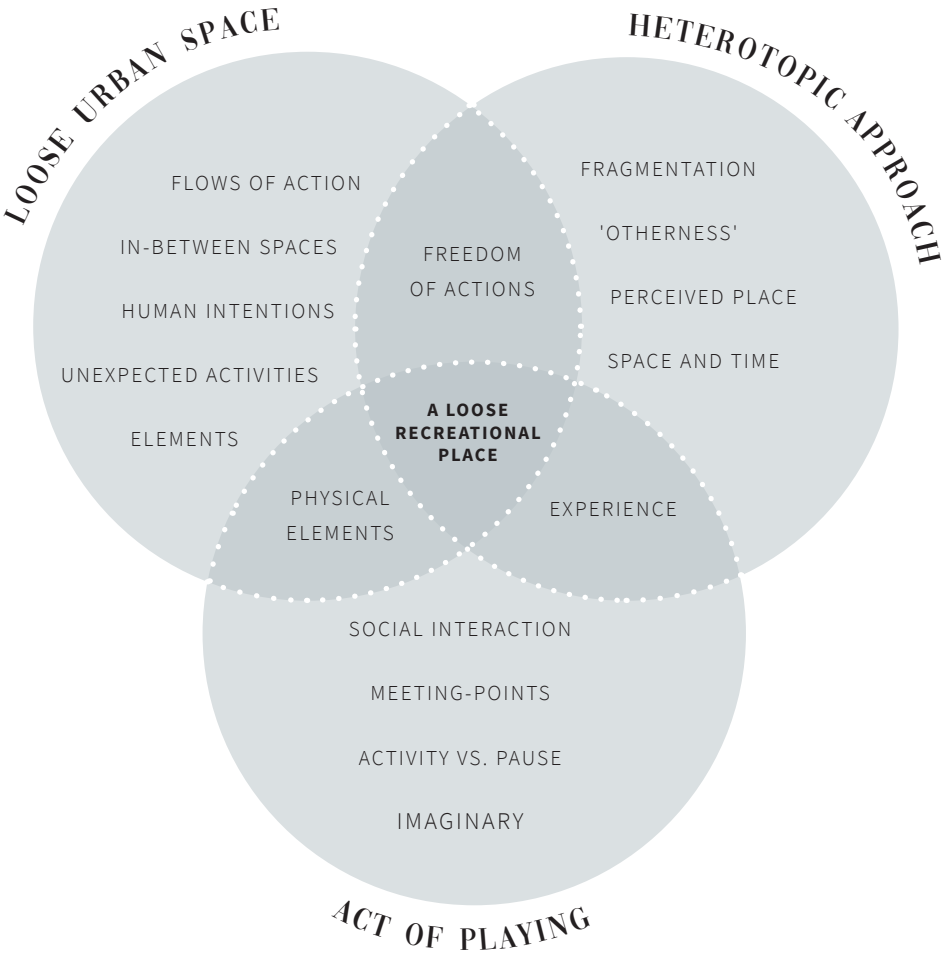 LOOSE URBAN SPACE
HETEROTOPIC APPROACH
FLOWS OF ACTION
IN-BETWEEN SPACES
HUMAN INTENTIONS
UNEXPECTED ACTIVITIES
ELEMENTS
FREEDOM
OF ACTIONS
FRAGMENTATION
'OTHERNESS'
PERCEIVED PLACE
SPACE AND TIME
A LOOSE
RECREATIONAL
PLACE
PHYSICAL
ELEMENTS
EXPERIENCE
SOCIAL INTERACTION
MEETING-POINTS
ACTIVITY VS. PAUSE
IMAGINARY
ACT OF PLAYING